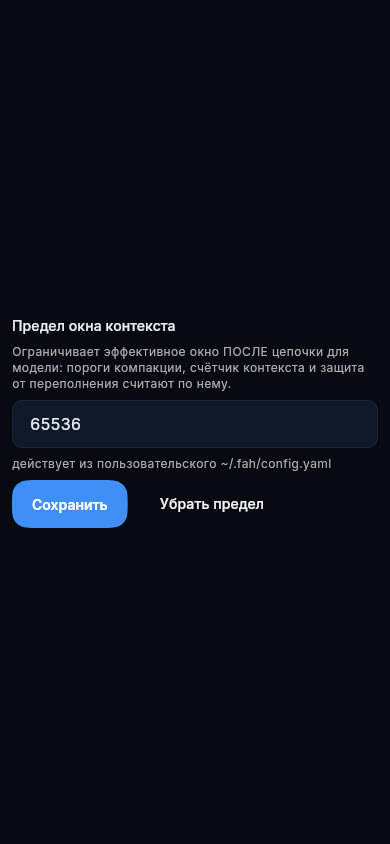 Предел окна контекста
Ограничивает эффективное окно ПОСЛЕ цепочки для
модели: пороги компакции, счётчик контекста и защита
от переполнения считают по нему.
65536
действует из пользовательского ~/.fah/config.yaml
Сохранить
Убрать предел